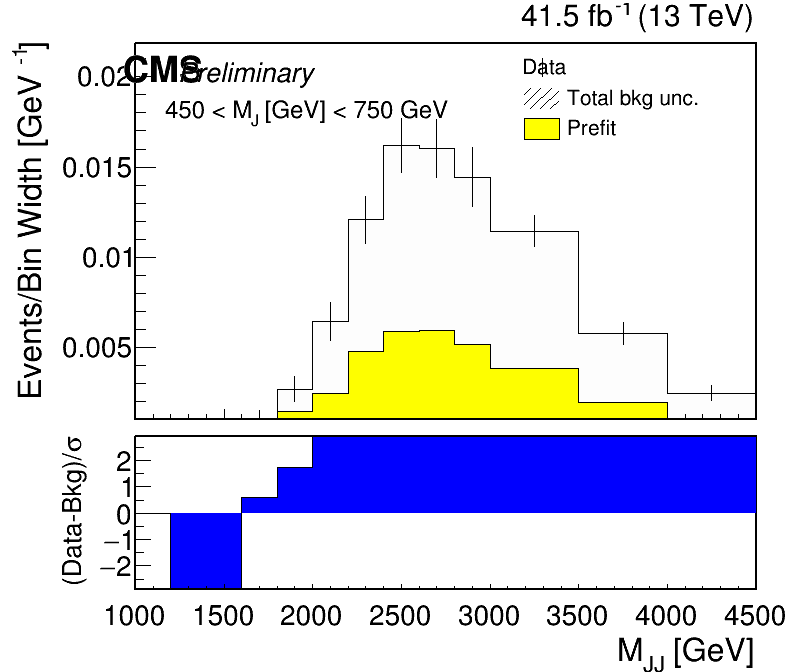 41.5 fb⁻¹ (13 TeV)
CMS Preliminary
450 < M_J [GeV] < 750 GeV
Data
Total bkg unc.
Prefit
Events/Bin Width [GeV⁻¹]
0.02
0.015
0.01
0.005
(Data-Bkg)/σ
2
1
0
−1
−2
1000 1500 2000 2500 3000 3500 4000 4500
M_JJ [GeV]